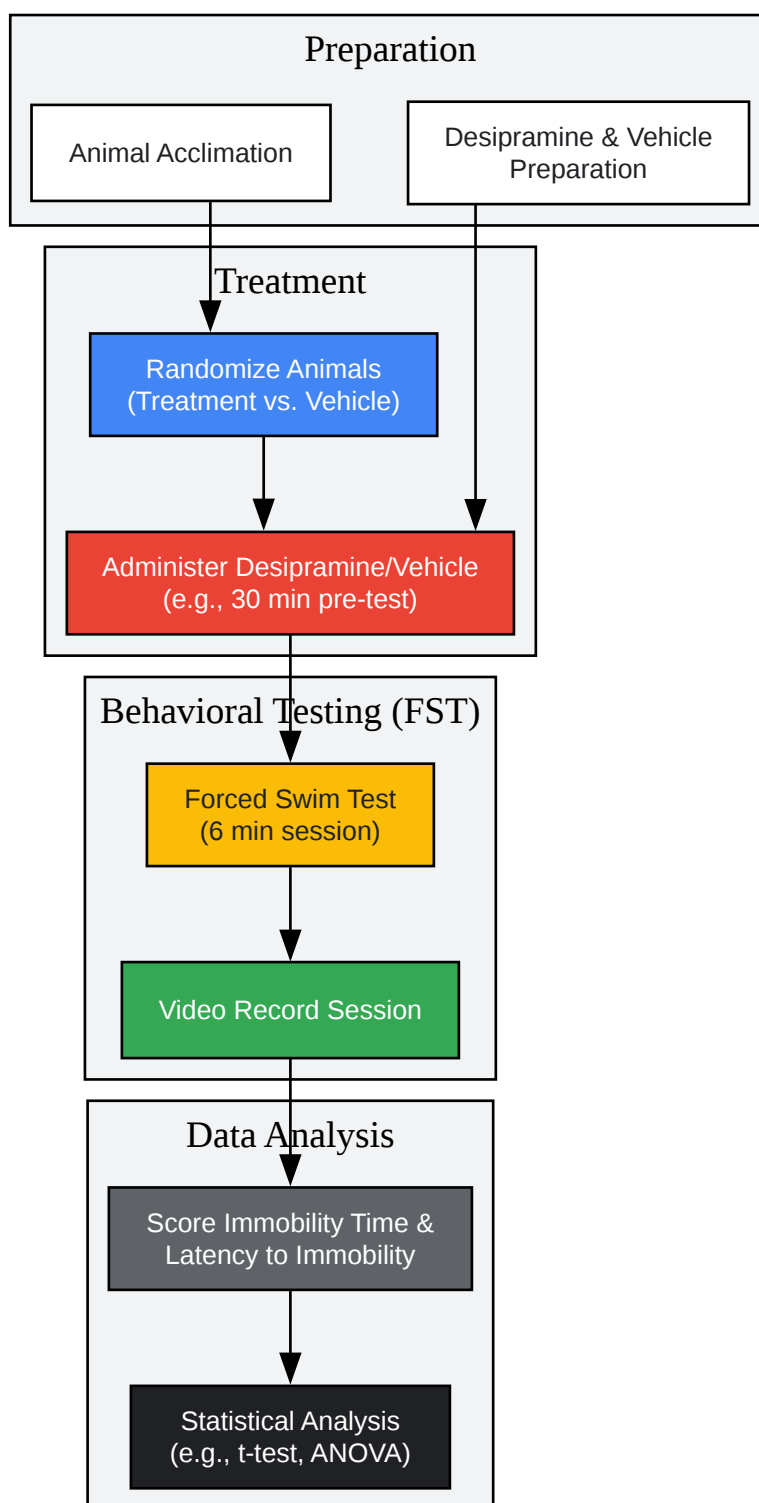 Preparation
Animal Acclimation
Desipramine & Vehicle
Preparation
Treatment
Randomize Animals
(Treatment vs. Vehicle)
Administer Desipramine/Vehicle
(e.g., 30 min pre-test)
Behavioral Testing (FST)
Forced Swim Test
(6 min session)
Video Record Session
Data Analysis
Score Immobility Time &
Latency to Immobility
Statistical Analysis
(e.g., t-test, ANOVA)